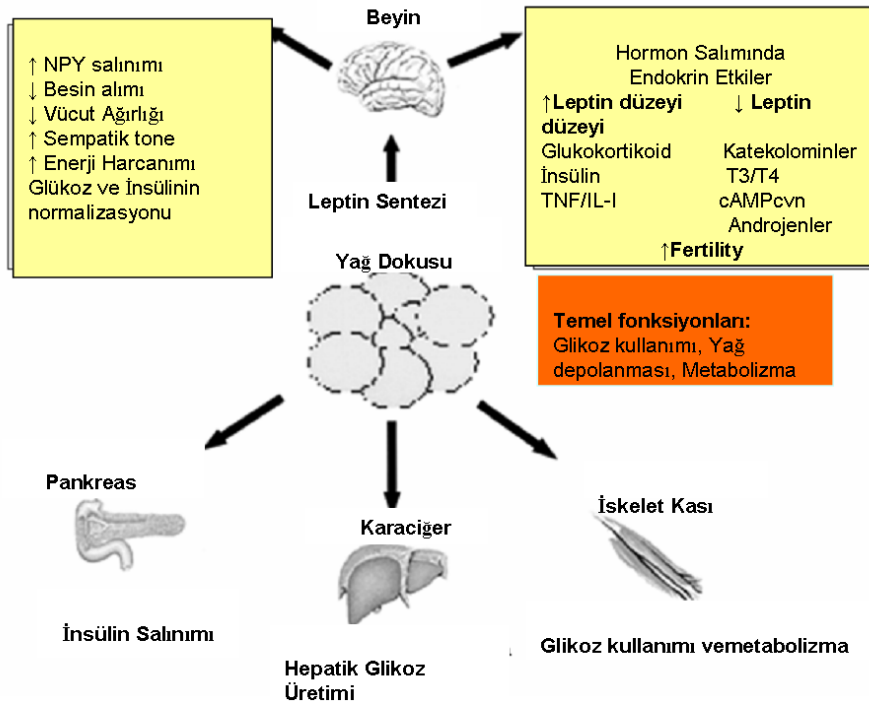 Beyin
↑ NPY salınımı
↓ Besin alımı
↓ Vücut Ağırlığı
↑ Sempatik tone
↑ Enerji Harcanımı
Glükoz ve İnsülinin
normalizasyonu
Hormon Salımında
Endokrin Etkiler
↑Leptin düzeyi ↓ Leptin
düzeyi
Glukokortikoid Katekolominler
İnsülin T3/T4
TNF/IL-I cAMPcvn
Androjenler
↑Fertility
Leptin Sentezi
Yağ Dokusu
Temel fonksiyonları:
Glikoz kullanımı, Yağ
depolanması, Metabolizma
Pankreas
Karaciğer
İskelet Kası
İnsülin Salınımı
Hepatik Glikoz
Üretimi
Glikoz kullanımı vemetabolizma